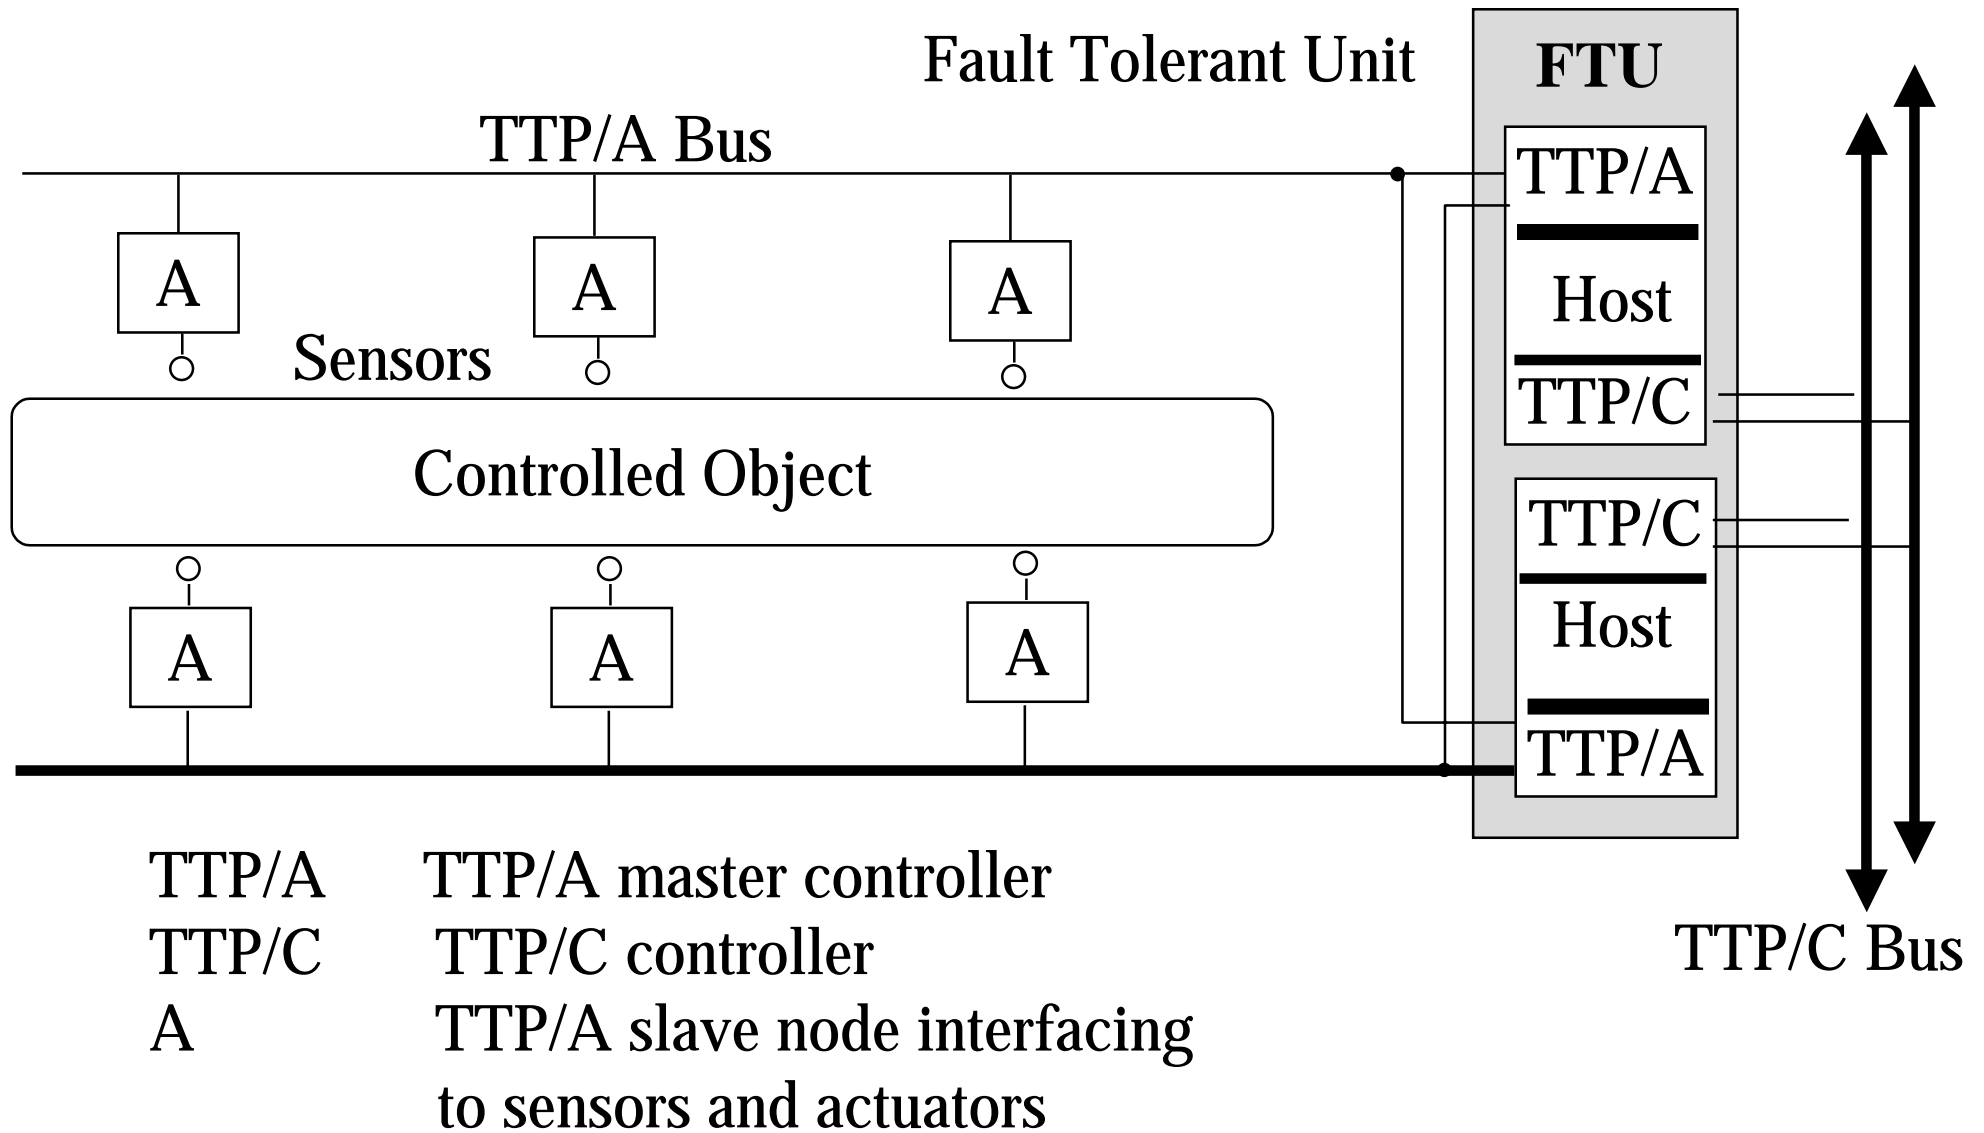 Fault Tolerant Unit
FTU
TTP/A Bus
TTP/A
A
A
A
Host
Sensors
TTP/C
Controlled Object
TTP/C
Host
A
A
A
TTP/A
TTP/A TTP/A master controller
TTP/C TTP/C controller
TTP/C Bus
A TTP/A slave node interfacing
to sensors and actuators